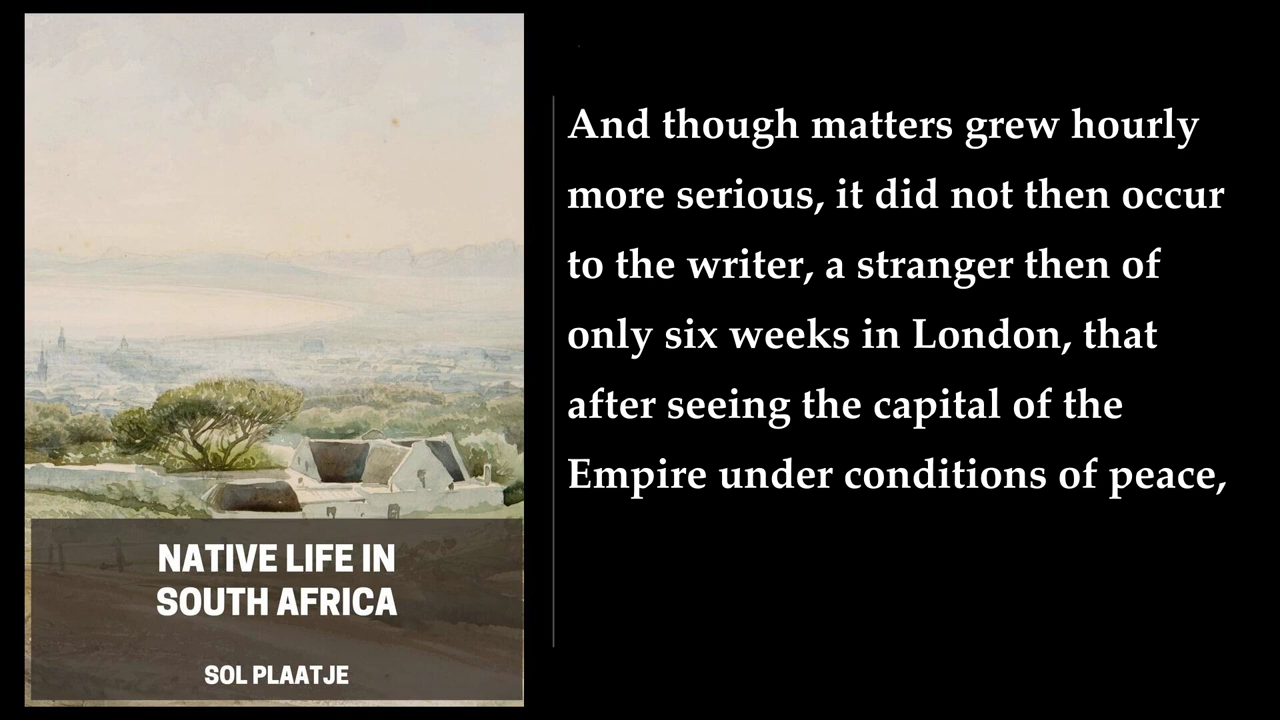 NATIVE LIFE IN
SOUTH AFRICA
SOL PLAATJE
And though matters grew hourly
more serious, it did not then occur
to the writer, a stranger then of
only six weeks in London, that
after seeing the capital of the
Empire under conditions of peace,